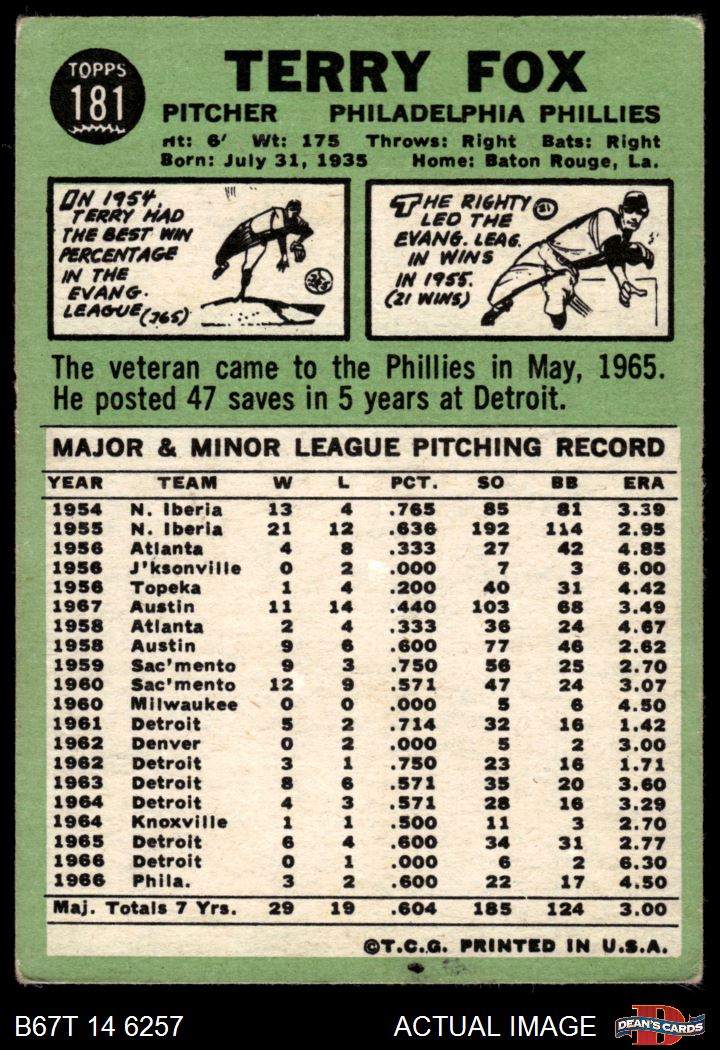 TOPPS
181
TERRY FOX
PITCHER PHILADELPHIA PHILLIES
Ht: 6' Wt: 175 Throws: Right Bats: Right
Born: July 31, 1935 Home: Baton Rouge, La.
IN 1954,
TERRY HAD
THE BEST WIN
PERCENTAGE
IN THE
EVANG.
LEAGUE (.765)
THE RIGHTY
LED THE
EVANG. LEAG.
IN WINS
IN 1955.
(21 WINS)
21
The veteran came to the Phillies in May, 1965.
He posted 47 saves in 5 years at Detroit.
MAJOR & MINOR LEAGUE PITCHING RECORD
YEAR TEAM W L PCT. SO BB ERA
1954 N. Iberia 13 4 .765 85 81 3.39
1955 N. Iberia 21 12 .636 192 114 2.95
1956 Atlanta 4 8 .333 27 42 4.85
1956 J'ksonville 0 2 .000 7 3 6.00
1956 Topeka 1 4 .200 40 31 4.42
1967 Austin 11 14 .440 103 68 3.49
1958 Atlanta 2 4 .333 36 24 4.67
1958 Austin 9 6 .600 77 46 2.62
1959 Sac'mento 9 3 .750 56 25 2.70
1960 Sac'mento 12 9 .571 47 24 3.07
1960 Milwaukee 0 0 .000 5 6 4.50
1961 Detroit 5 2 .714 32 16 1.42
1962 Denver 0 2 .000 5 2 3.00
1962 Detroit 3 1 .750 23 16 1.71
1963 Detroit 8 6 .571 35 20 3.60
1964 Detroit 4 3 .571 28 16 3.29
1964 Knoxville 1 1 .500 11 3 2.70
1965 Detroit 6 4 .600 34 31 2.77
1966 Detroit 0 1 .000 6 2 6.30
1966 Phila. 3 2 .600 22 17 4.50
Maj. Totals 7 Yrs. 29 19 .604 185 124 3.00
©T.C.G. PRINTED IN U.S.A.
B67T 14 6257 ACTUAL IMAGE
DEAN'S CARDS